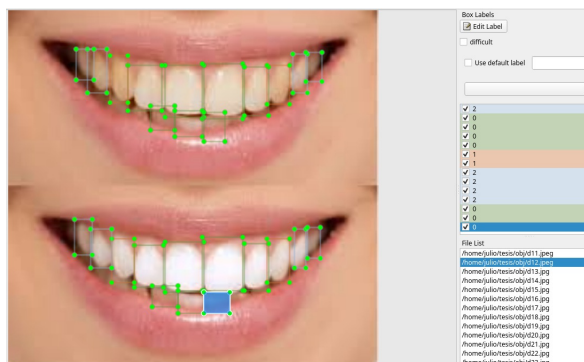 Box Labels
Edit Label
difficult
Use default label
2
0
0
0
0
1
1
2
2
2
2
0
0
0
File List
/home/julio/tesis/obj/d11.jpeg
/home/julio/tesis/obj/d12.jpeg
/home/julio/tesis/obj/d13.jpg
/home/julio/tesis/obj/d14.jpg
/home/julio/tesis/obj/d15.jpg
/home/julio/tesis/obj/d16.jpg
/home/julio/tesis/obj/d17.jpg
/home/julio/tesis/obj/d18.jpg
/home/julio/tesis/obj/d19.jpg
/home/julio/tesis/obj/d20.jpg
/home/julio/tesis/obj/d21.jpg
/home/julio/tesis/obj/d22.jpg